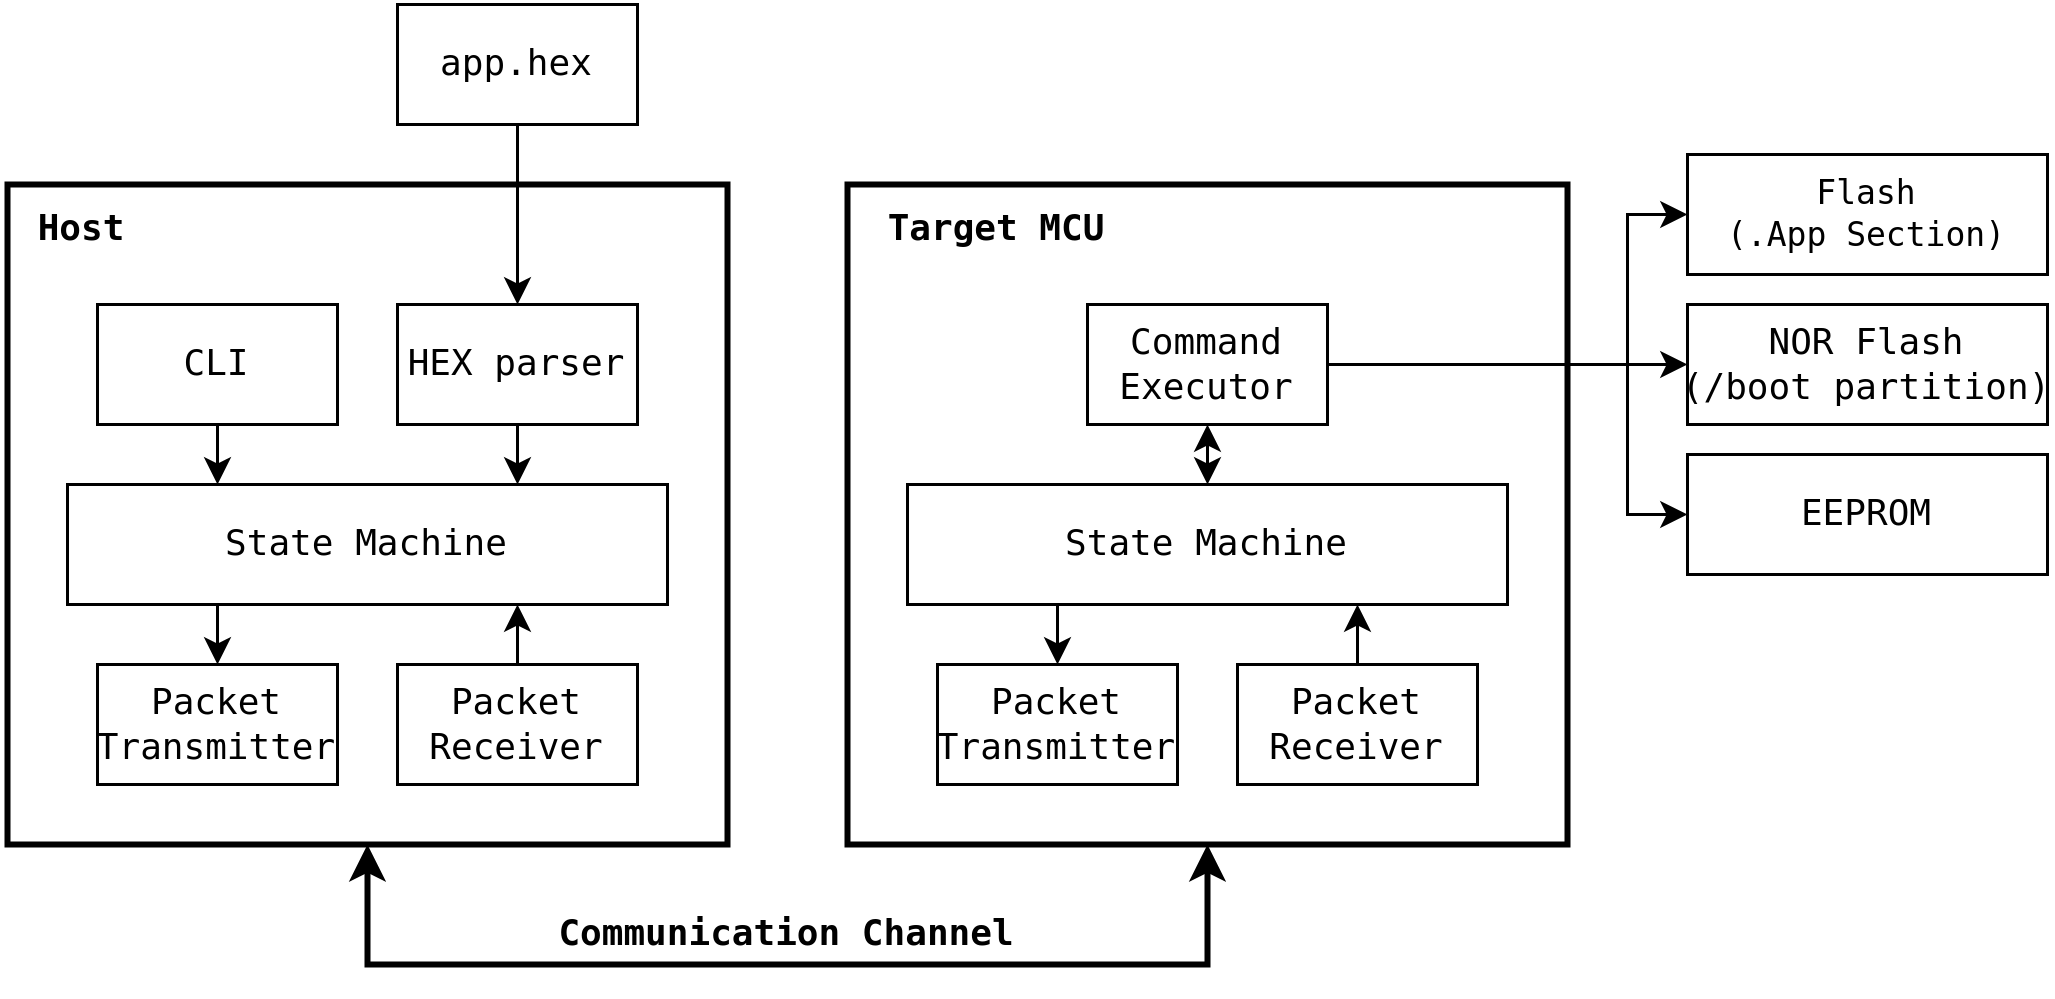 app.hex
Host
CLI
HEX parser
State Machine
Packet
Transmitter
Packet
Receiver
Target MCU
Command
Executor
State Machine
Packet
Transmitter
Packet
Receiver
Flash
(.App Section)
NOR Flash
(/boot partition)
EEPROM
Communication Channel